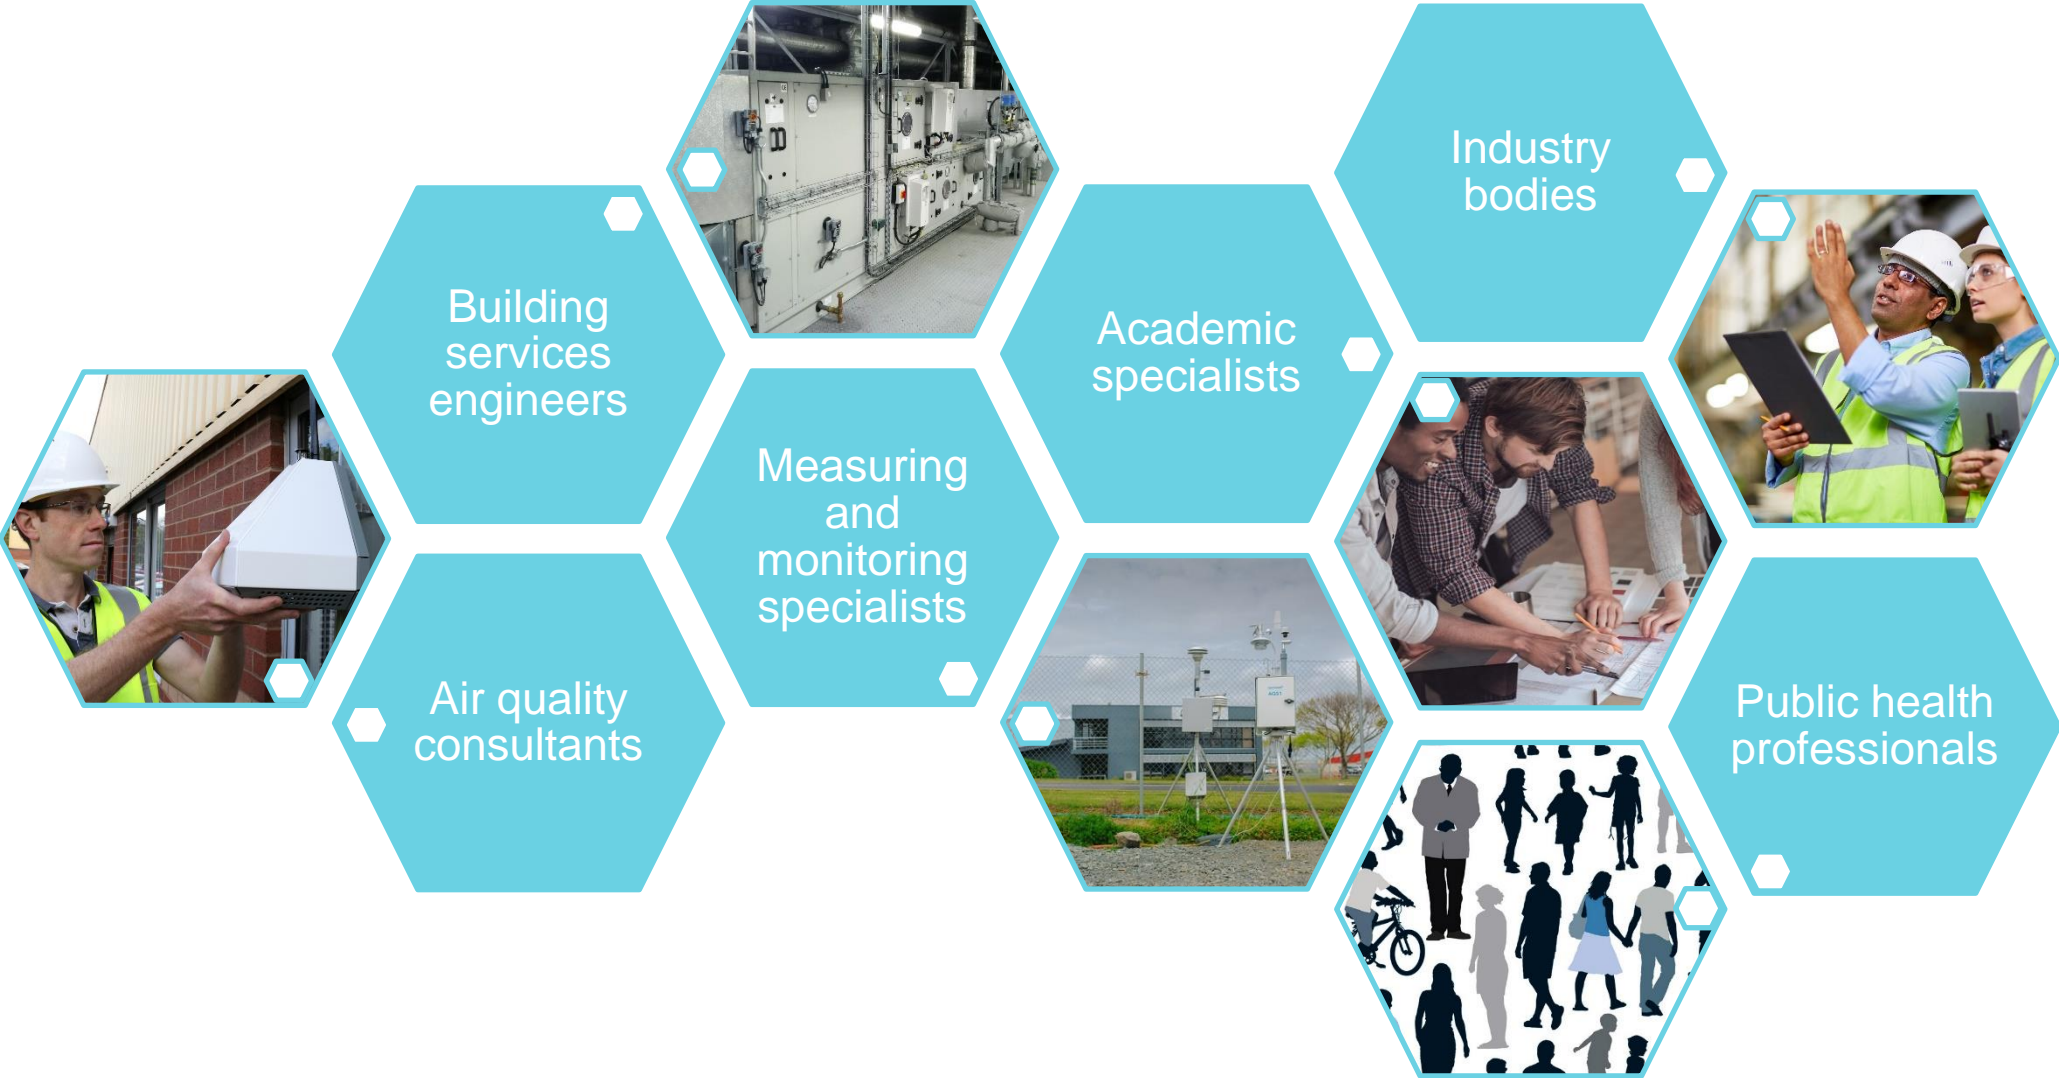 Building
services
engineers
Air quality
consultants
Measuring
and
monitoring
specialists
Academic
specialists
Industry
bodies
Public health
professionals